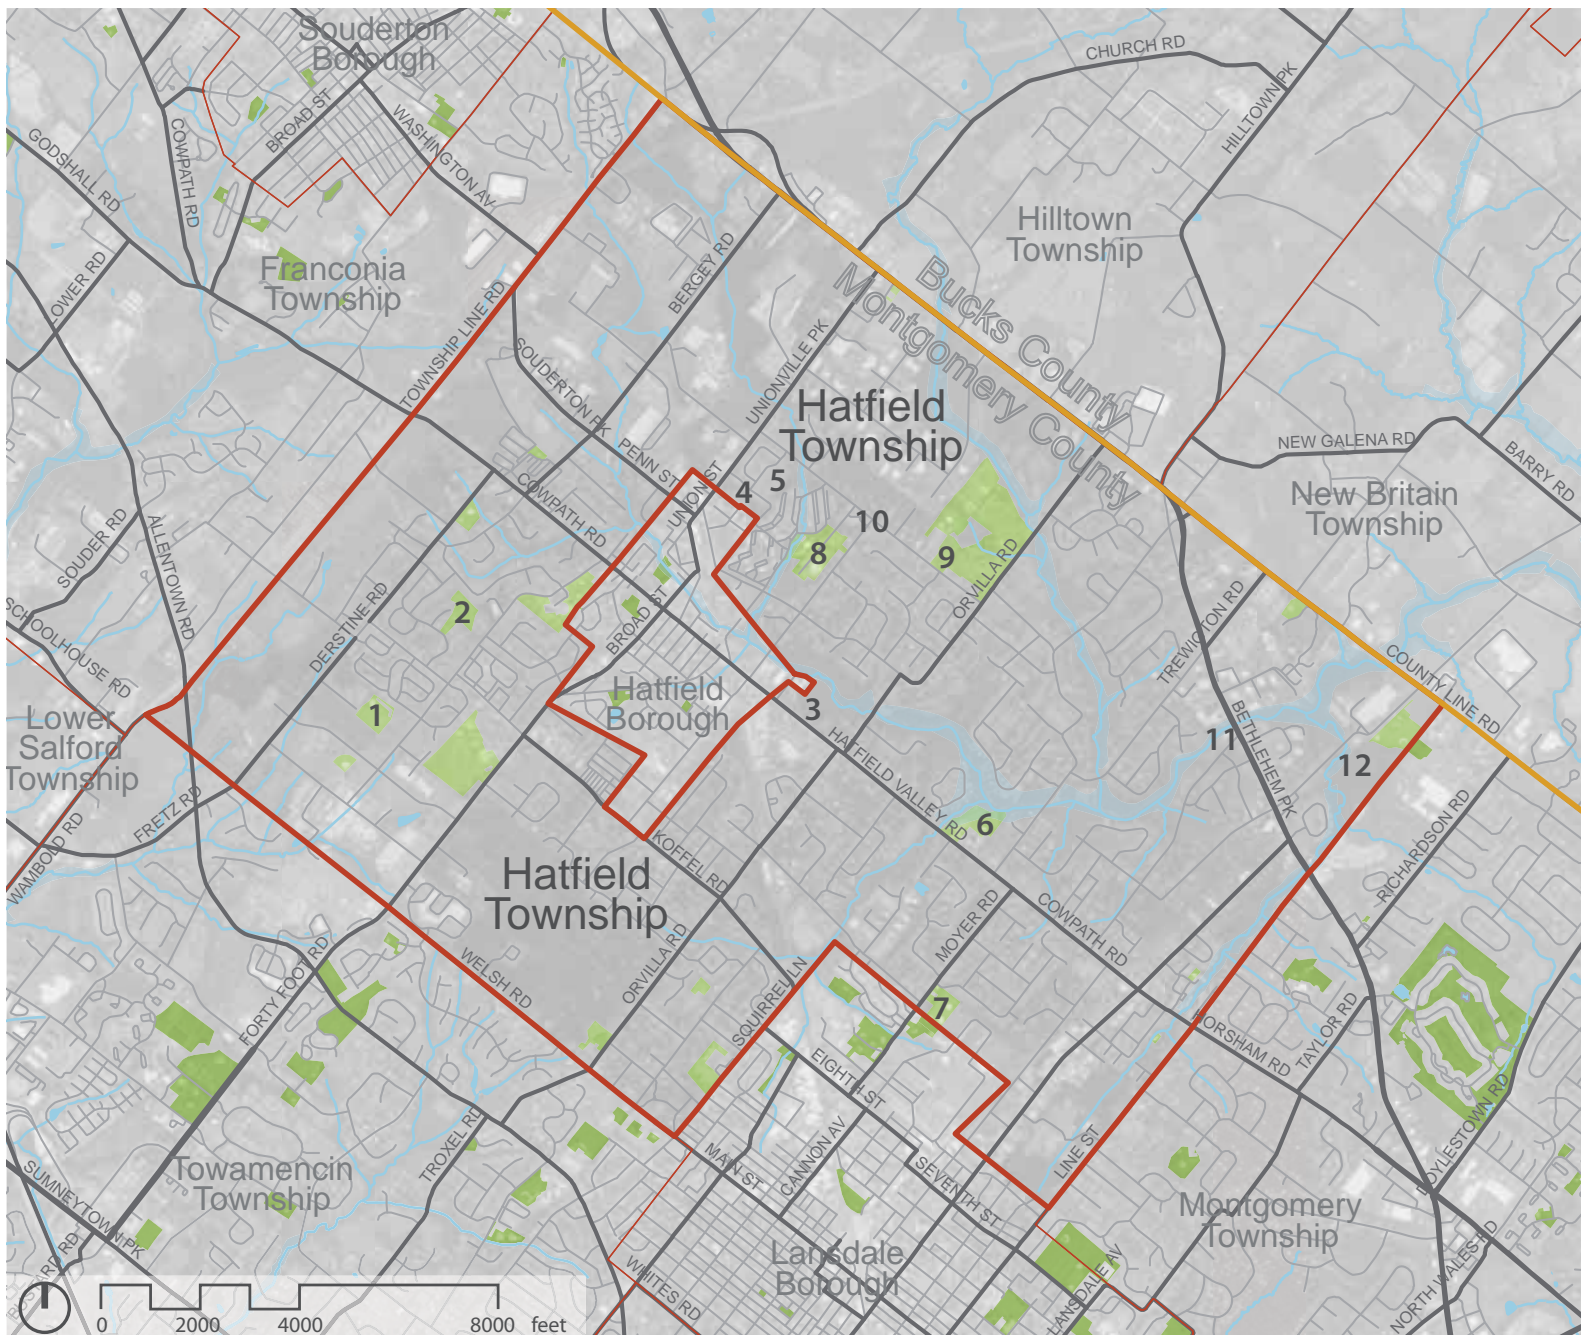 Souderton
Borough
CHURCH RD
HILLTOWN PK
BROAD ST
WASHINGTON AV
COWPATH RD
GODSHALL RD
Hilltown
Township
Franconia
Township
LOWER RD
BERGEY RD
TOWNSHIP LINE RD
Bucks County
Montgomery County
UNIONVILLE PK
SOUDERTON PK
Hatfield
Township
NEW GALENA RD
BARRY RD
PENN ST
UNION ST
COWPATH RD
4
5
10
New Britain
Township
SOUDER RD
ALLENTOWN RD
8
9
ORVILLA RD
2
DERSTINE RD
BROAD ST
TREWIGTON RD
SCHOOLHOUSE RD
COUNTY LINE RD
Hatfield
Borough
1
3
Lower
Salford
Township
BETHLEHEM PK
11
12
HATFIELD VALLEY RD
6
FRETZ RD
WAMBOLD RD
KOFFEL RD
RICHARDSON RD
Hatfield
Township
MOYER RD
COWPATH RD
FORTY FOOT RD
WELSH RD
ORVILLA RD
SQUIRREL LN
7
HORSHAM RD
TAYLOR RD
EIGHTH ST
DOYLESTOWN RD
TROXEL RD
MAIN ST
CANNON AV
SEVENTH ST
LINE ST
Towamencin
Township
SUMNEYTOWN PK
Montgomery
Township
Lansdale
Borough
WHITES RD
LANSDALE AV
NORTH WALES RD
0 2000 4000 8000 feet